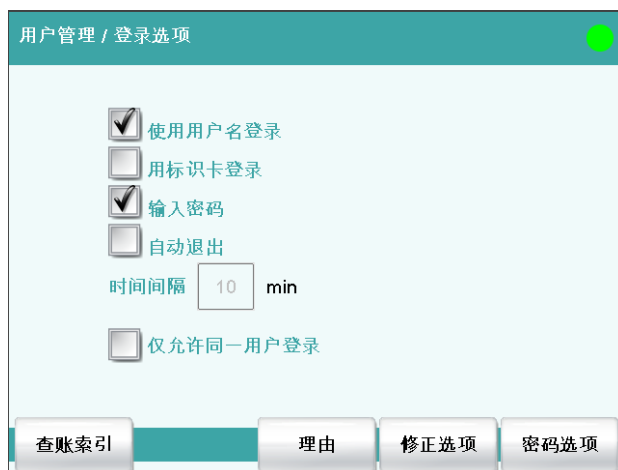 用户管理 / 登录选项
使用用户名登录
用标识卡登录
输入密码
自动退出
时间间隔 10 min
仅允许同一用户登录
查账索引 理由 修正选项 密码选项